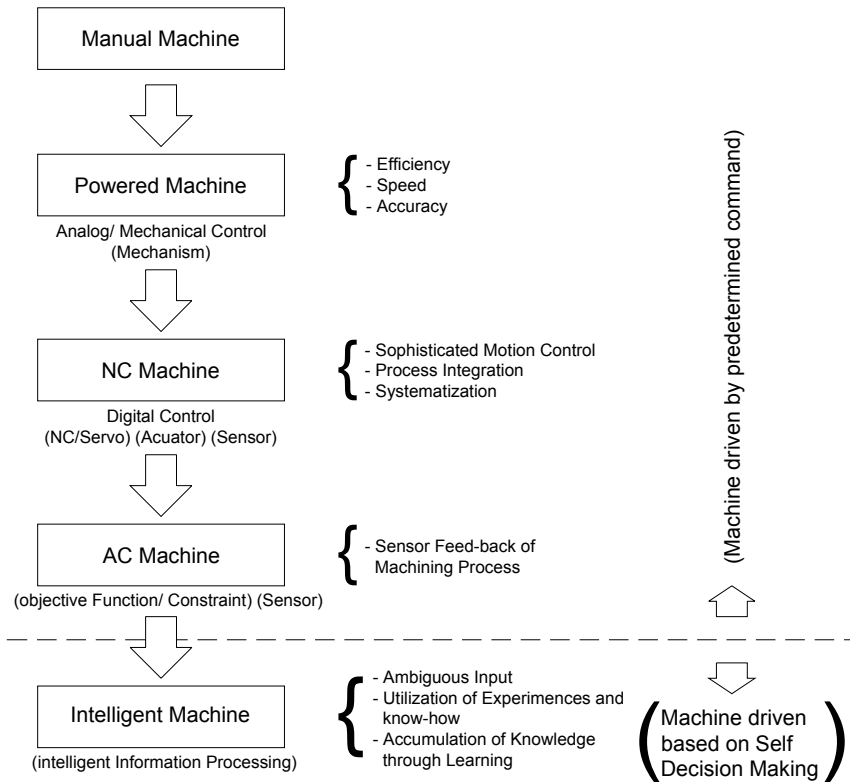 Manual Machine
Powered Machine
- Efficiency
- Speed
- Accuracy
Analog/ Mechanical Control
(Mechanism)
NC Machine
- Sophisticated Motion Control
- Process Integration
- Systematization
Digital Control
(NC/Servo) (Acuator) (Sensor)
AC Machine
- Sensor Feed-back of
Machining Process
(objective Function/ Constraint) (Sensor)
(Machine driven by predetermined command)
Intelligent Machine
(intelligent Information Processing)
- Ambiguous Input
- Utilization of Experimences and
know-how
- Accumulation of Knowledge
through Learning
(Machine driven
based on Self
Decision Making)